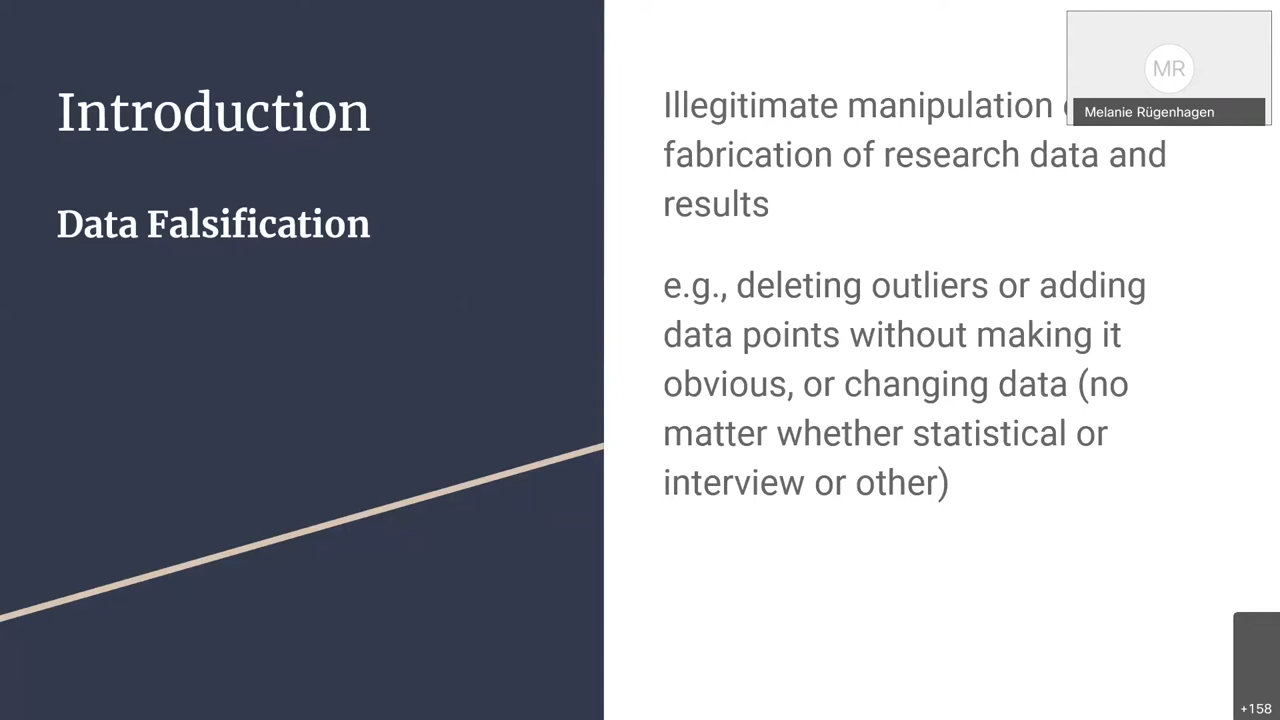 Introduction
Data Falsification
Illegitimate manipulation
fabrication of research data and
results
e.g., deleting outliers or adding
data points without making it
obvious, or changing data (no
matter whether statistical or
interview or other)
MR
Melanie Rügenhagen
+158